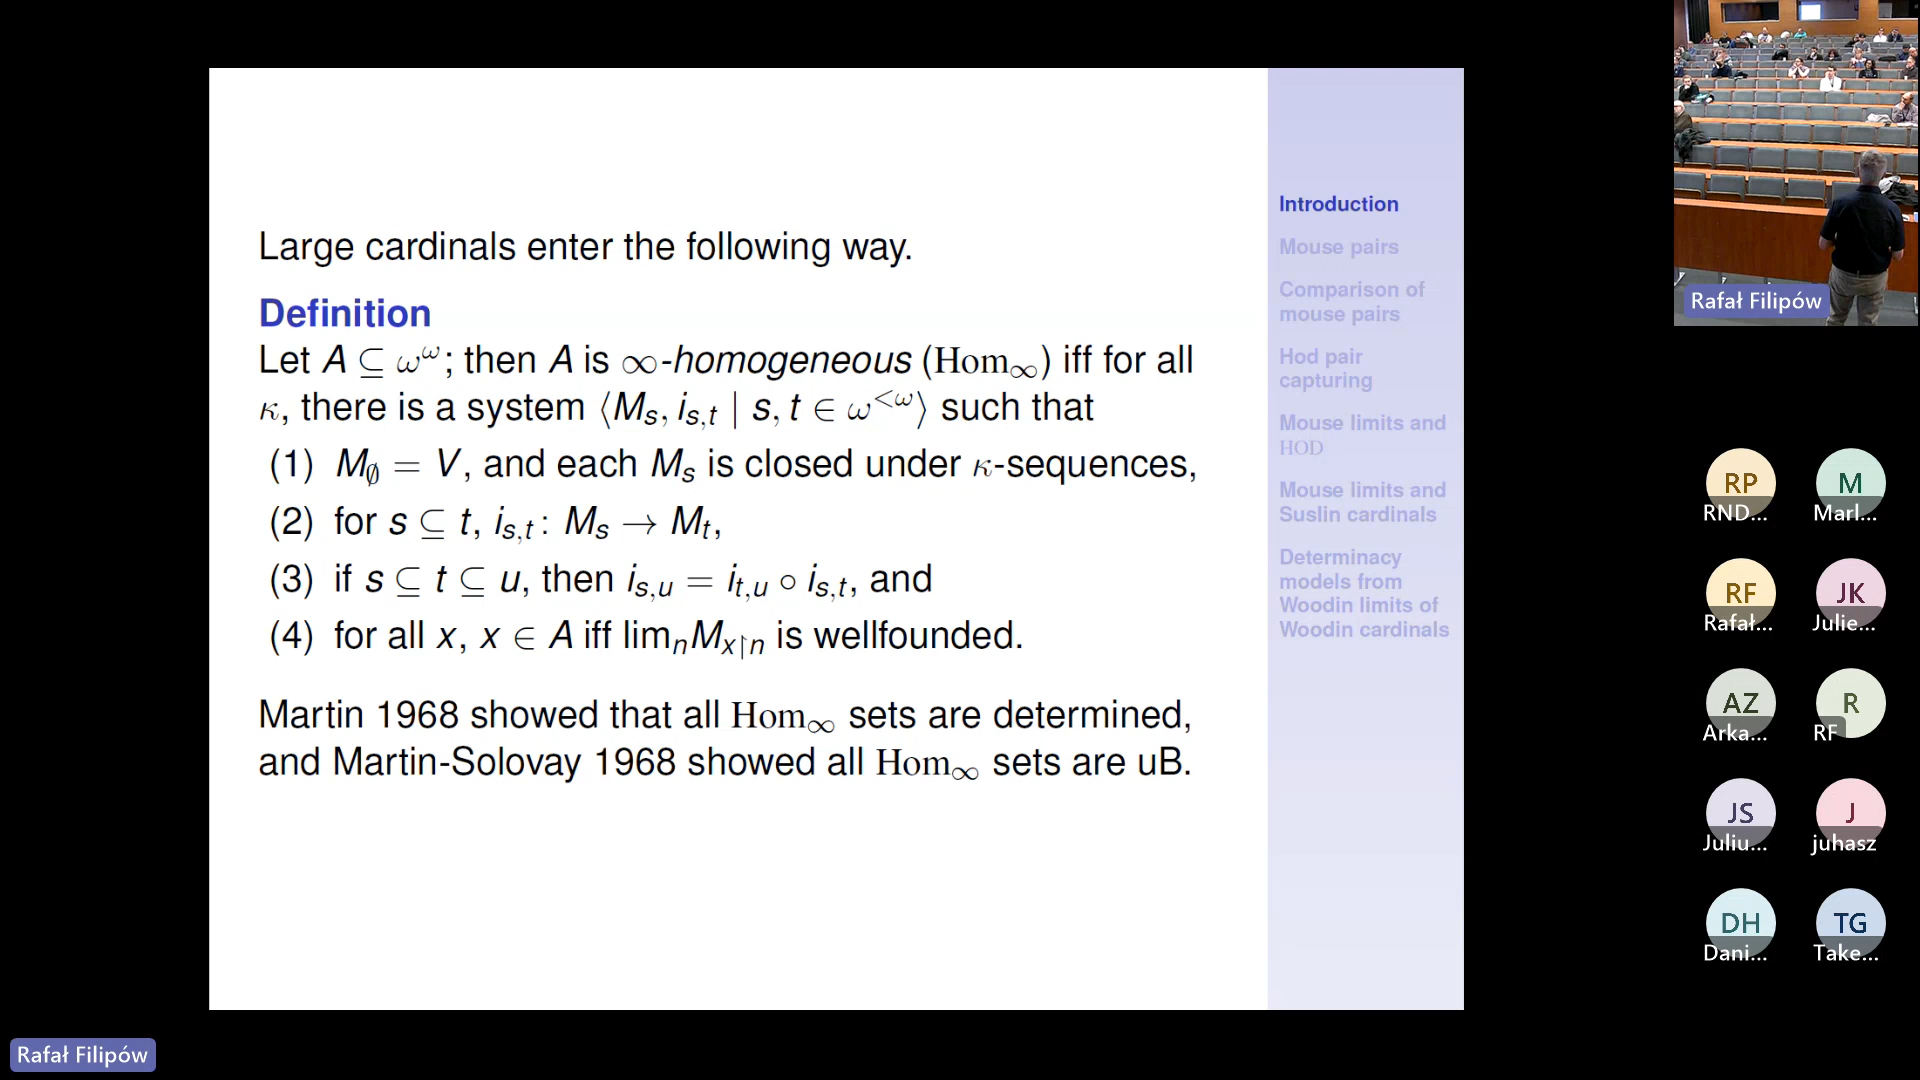 Large cardinals enter the following way.
Definition
Let A ⊆ ω^ω; then A is ∞-homogeneous (Hom_∞) iff for all
κ, there is a system ⟨M_s, i_{s,t} | s, t ∈ ω^{<ω}⟩ such that
(1) M_∅ = V, and each M_s is closed under κ-sequences,
(2) for s ⊆ t, i_{s,t}: M_s → M_t,
(3) if s ⊆ t ⊆ u, then i_{s,u} = i_{t,u} ∘ i_{s,t}, and
(4) for all x, x ∈ A iff lim_n M_{x↾n} is wellfounded.
Martin 1968 showed that all Hom_∞ sets are determined,
and Martin-Solovay 1968 showed all Hom_∞ sets are uB.
Introduction
Mouse pairs
Comparison of
mouse pairs
Hod pair
capturing
Mouse limits and
HOD
Mouse limits and
Suslin cardinals
Determinacy
models from
Woodin limits of
Woodin cardinals
Rafał Filipów
RP
RND...
M
Marl...
RF
Rafał...
JK
Julie...
AZ
Arka...
R
RF
JS
Juliu...
J
juhasz
DH
Dani...
TG
Take...
Rafał Filipów